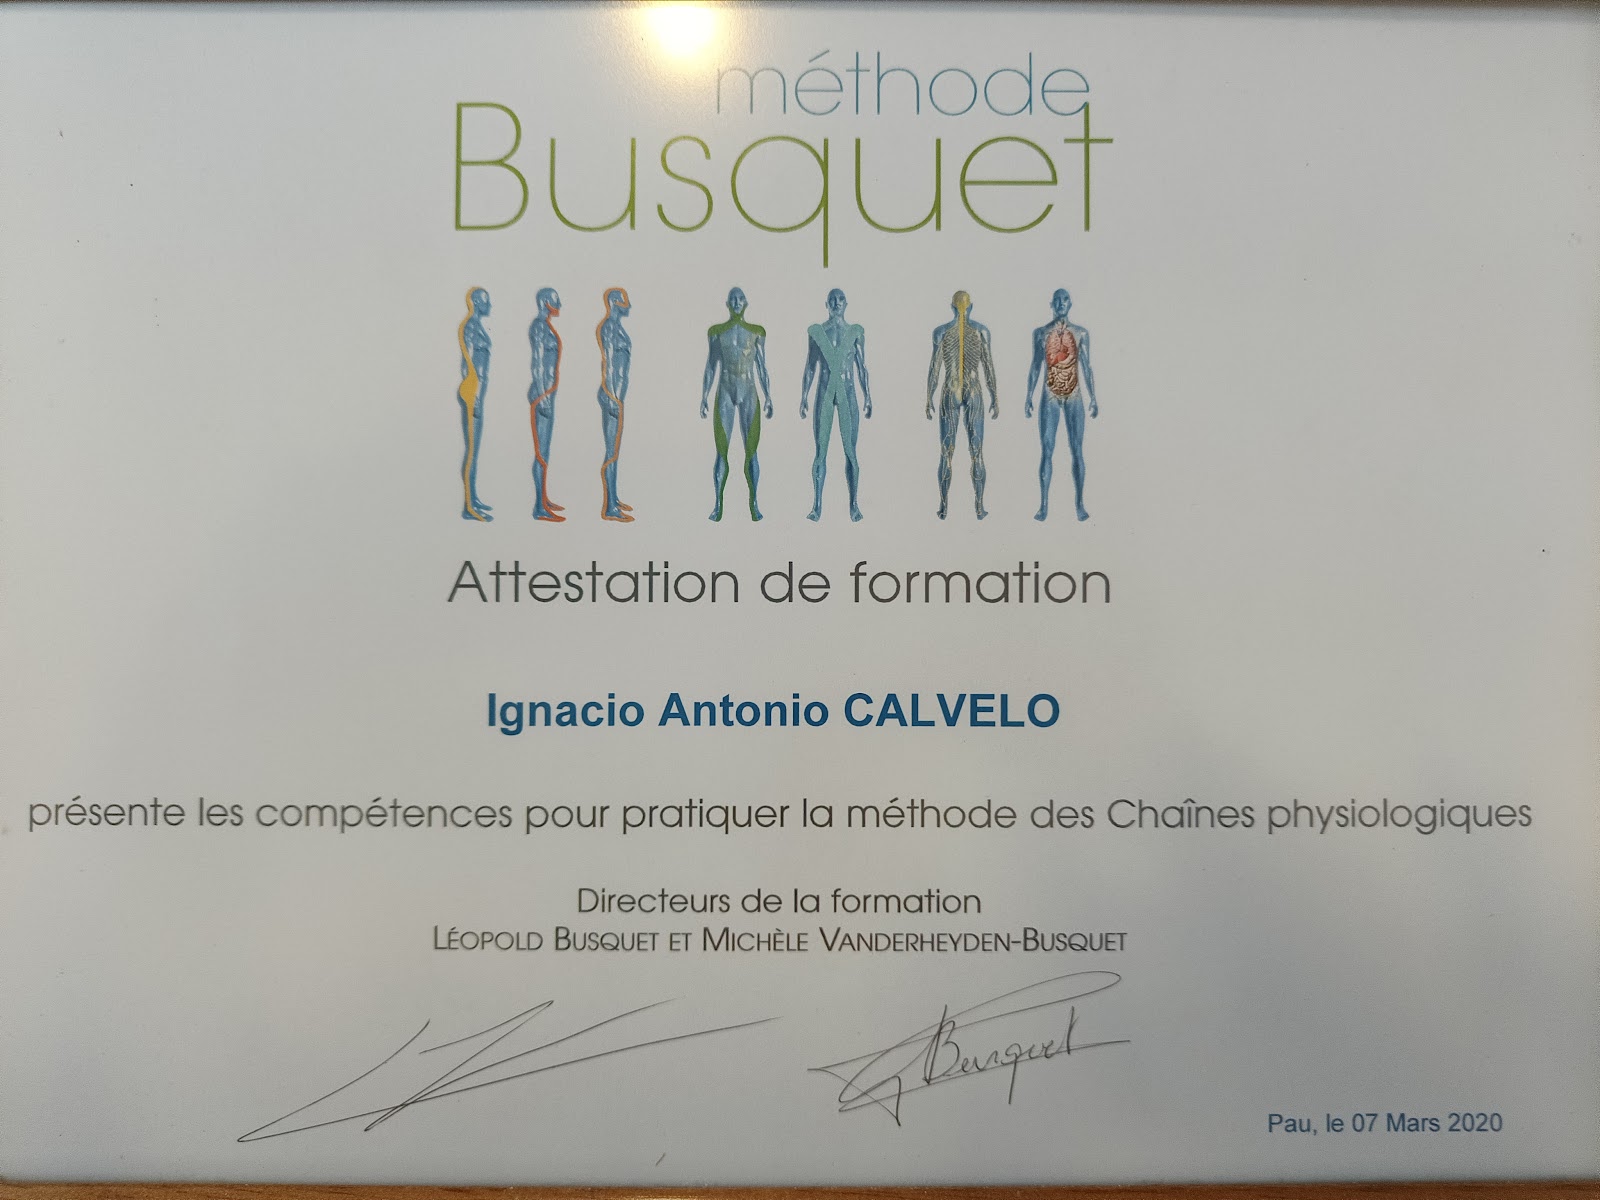 méthode
Busquet
Attestation de formation
Ignacio Antonio CALVELO
présente les compétences pour pratiquer la méthode des Chaînes physiologiques
Directeurs de la formation
LÉOPOLD BUSQUET ET MICHÈLE VANDERHEYDEN-BUSQUET
Busquet
Pau, le 07 Mars 2020